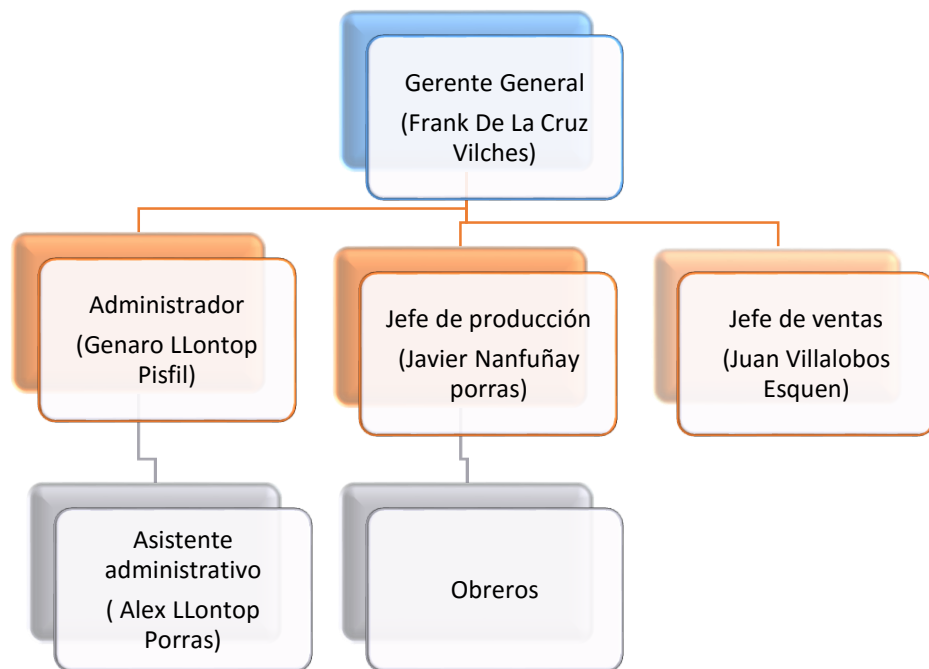 Gerente General
(Frank De La Cruz
Vilches)
Administrador
(Genaro LLontop
Pisfil)
Jefe de producción
(Javier Nanfuñay
porras)
Jefe de ventas
(Juan Villalobos
Esquen)
Asistente
administrativo
( Alex LLontop
Porras)
Obreros